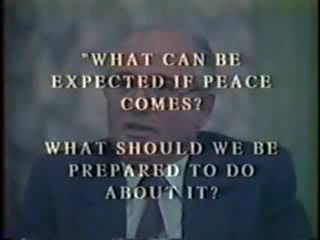 "WHAT CAN BE
EXPECTED IF PEACE
COMES?
WHAT SHOULD WE BE
PREPARED TO DO
ABOUT IT?